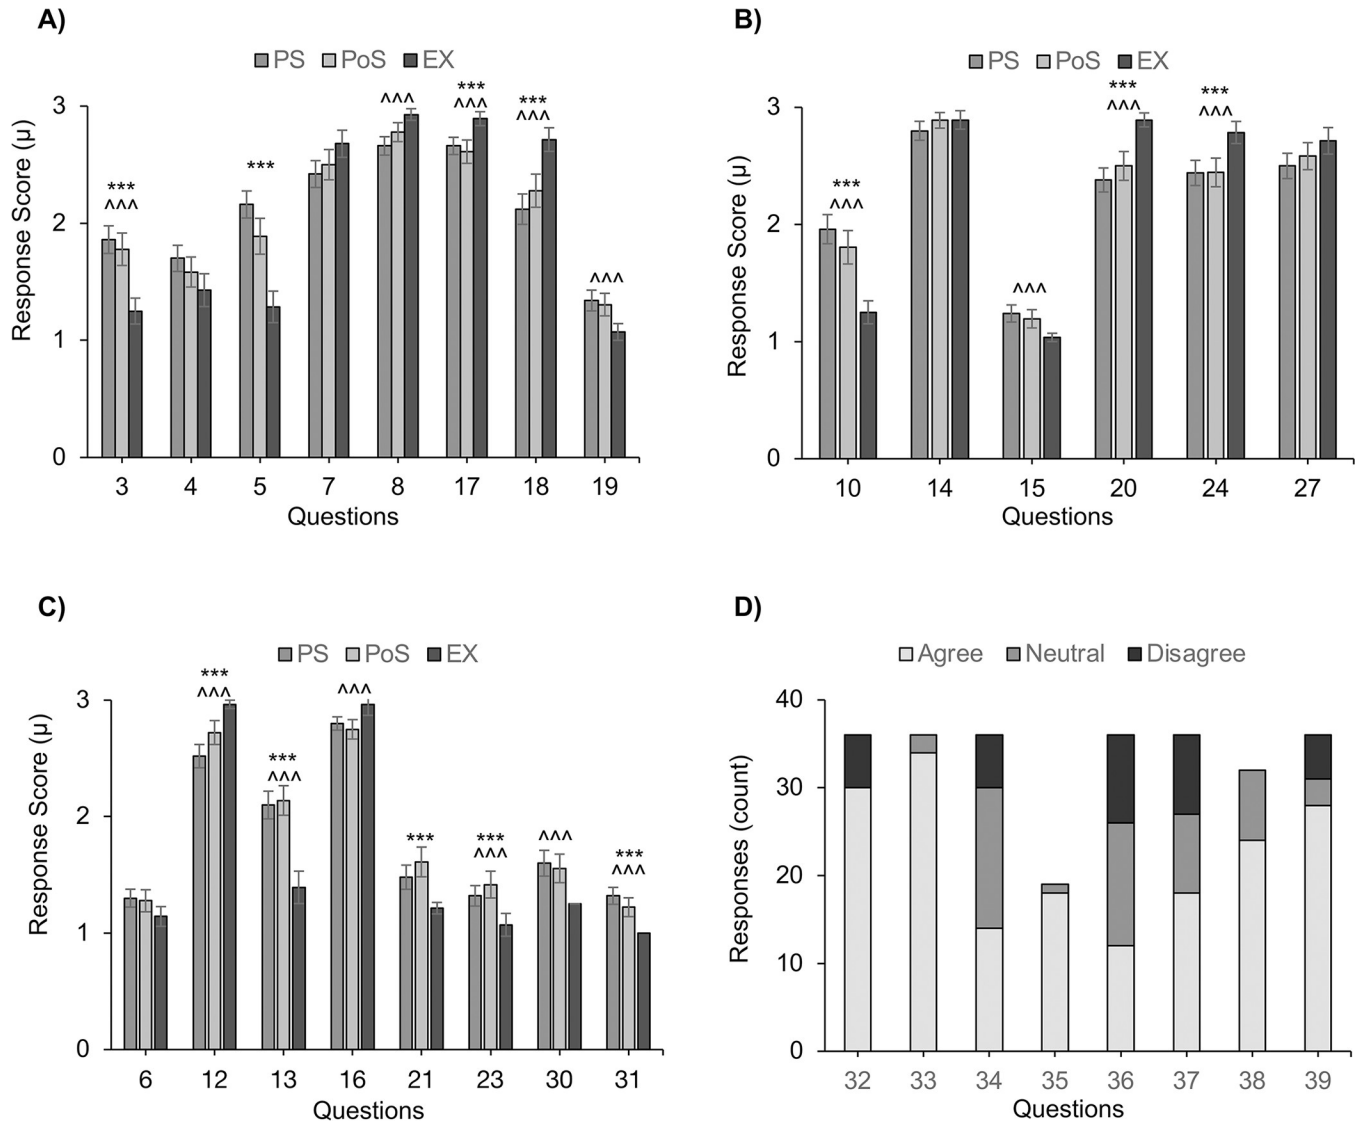 A)
PS PoS EX
*** ^^^ *** ^^^ *** ^^^ *** ^^^ ^^^
3
2
1
0
Response Score (μ)
3 4 5 7 8 17 18 19
Questions
B)
PS PoS EX
*** ^^^ ^^^ *** ^^^ *** ^^^
3
2
1
0
Response Score (μ)
10 14 15 20 24 27
Questions
C)
PS PoS EX
*** ^^^ *** ^^^ ^^^ *** *** ^^^ ^^^ *** ^^^
3
2
1
0
Response Score (μ)
6 12 13 16 21 23 30 31
Questions
D)
Agree Neutral Disagree
40
30
20
10
0
Responses (count)
32 33 34 35 36 37 38 39
Questions